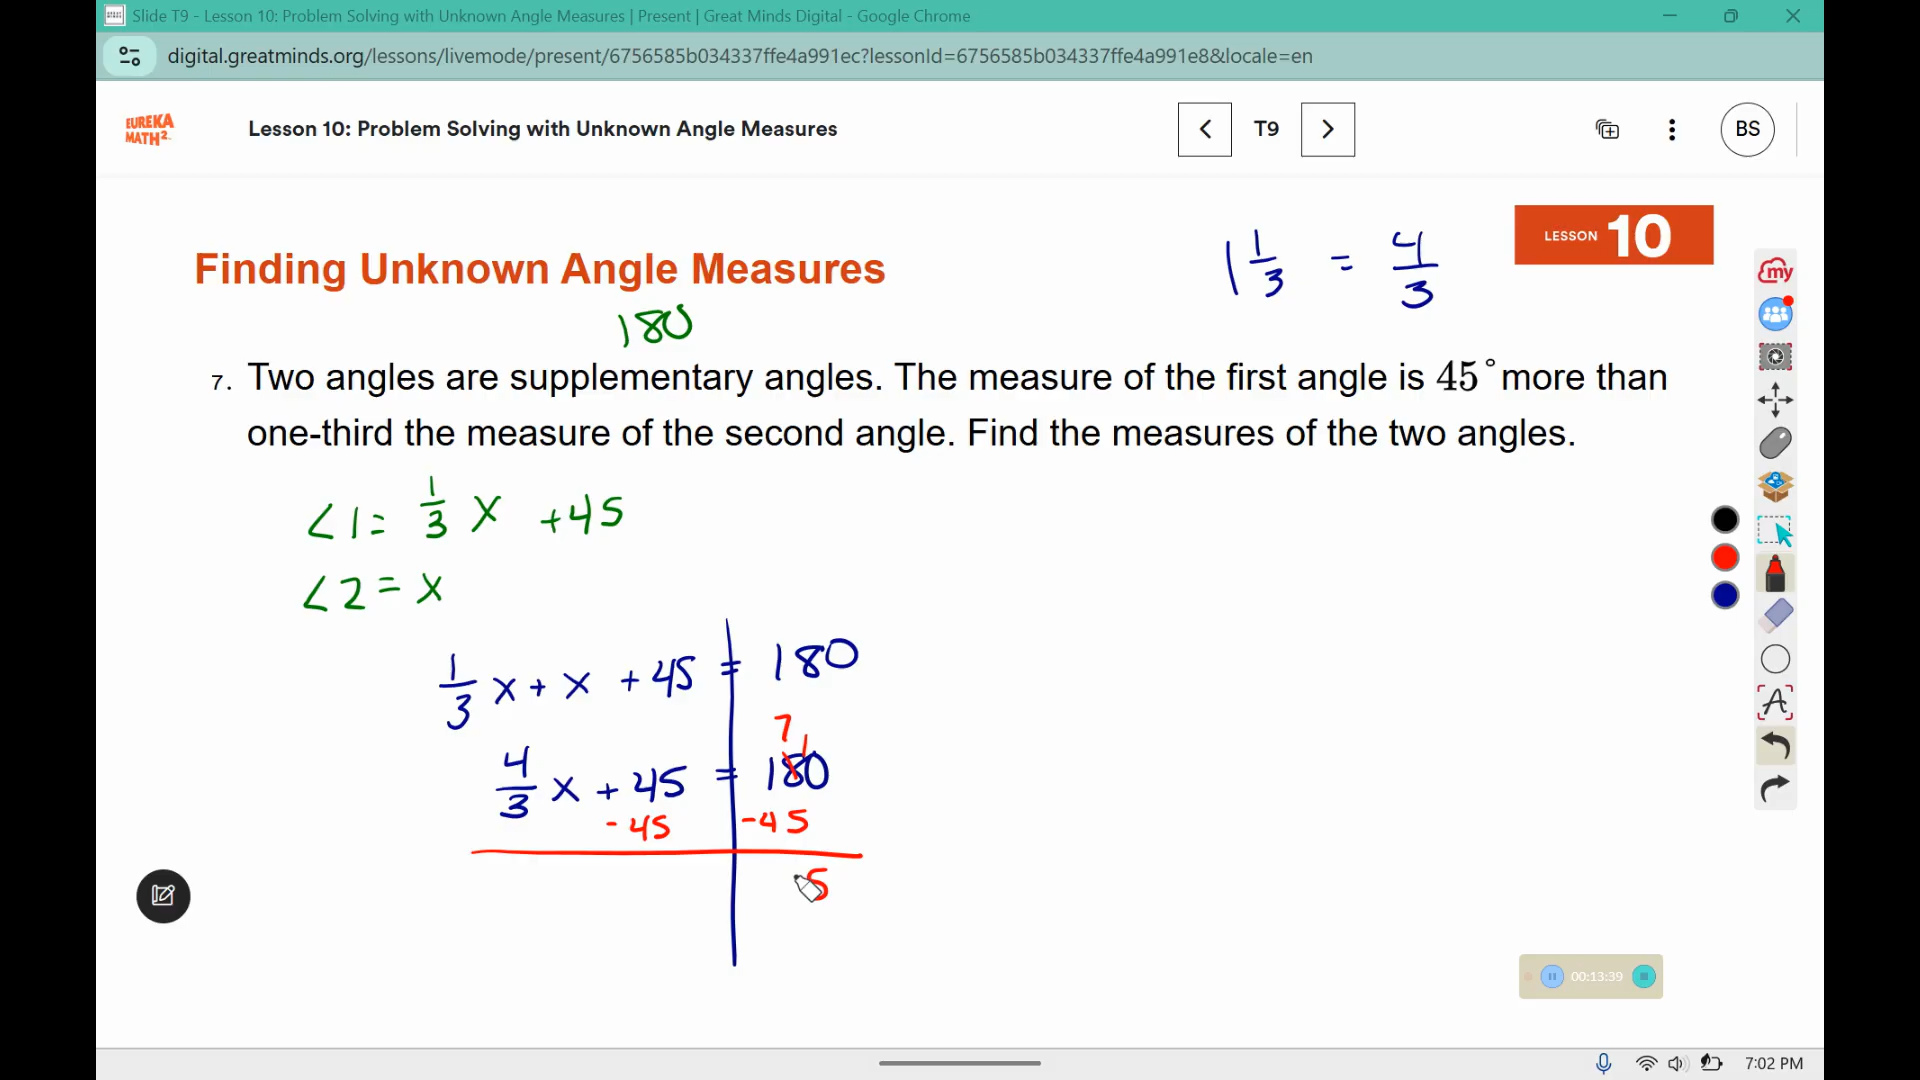 Slide T9 - Lesson 10: Problem Solving with Unknown Angle Measures | Present | Great Minds Digital - Google Chrome
digital.greatminds.org/lessons/livemode/present/6756585b034337ffe4a991ec?lessonId=6756585b034337ffe4a991e8&locale=en
EUREKA MATH²
Lesson 10: Problem Solving with Unknown Angle Measures
T9
BS
LESSON 10
1 1/3 = 4/3
Finding Unknown Angle Measures
180
7. Two angles are supplementary angles. The measure of the first angle is 45° more than
one-third the measure of the second angle. Find the measures of the two angles.
∠1 = 1/3 x + 45
∠2 = x
1/3 x + x + 45 = 180
7 1
4/3 x + 45 = 180
- 45 -45
5
my
A
00:13:39
7:02 PM